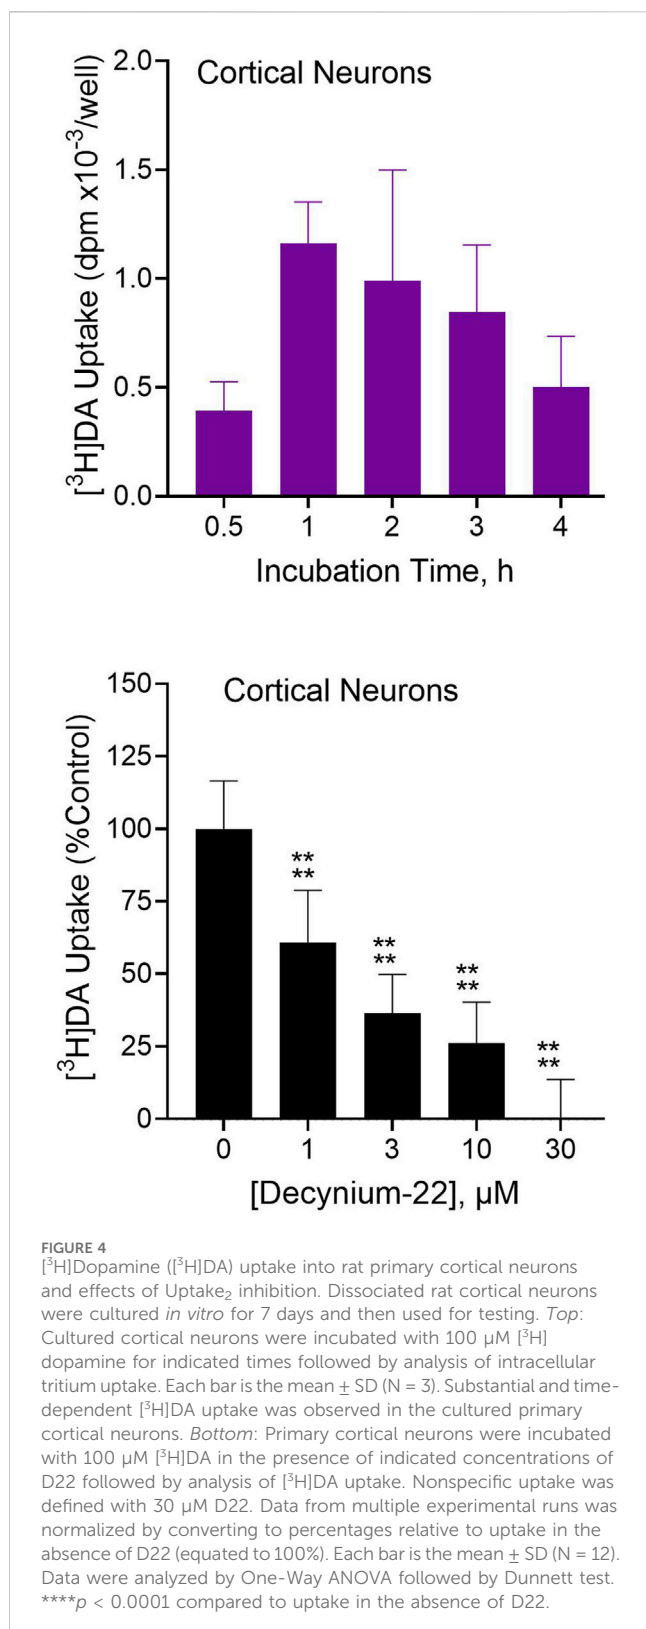 Cortical Neurons
[³H]DA Uptake (dpm x10⁻³/well)
2.0
1.5
1.0
0.5
0.0
0.5 1 2 3 4
Incubation Time, h
Cortical Neurons
[³H]DA Uptake (%Control)
150
125
100
75
50
25
0
**
**
**
**
**
**
**
**
0 1 3 10 30
[Decynium-22], µM
FIGURE 4
[³H]Dopamine ([³H]DA) uptake into rat primary cortical neurons
and effects of Uptake₂ inhibition. Dissociated rat cortical neurons
were cultured in vitro for 7 days and then used for testing. Top:
Cultured cortical neurons were incubated with 100 µM [³H]
dopamine for indicated times followed by analysis of intracellular
tritium uptake. Each bar is the mean ± SD (N = 3). Substantial and time-
dependent [³H]DA uptake was observed in the cultured primary
cortical neurons. Bottom: Primary cortical neurons were incubated
with 100 µM [³H]DA in the presence of indicated concentrations of
D22 followed by analysis of [³H]DA uptake. Nonspecific uptake was
defined with 30 µM D22. Data from multiple experimental runs was
normalized by converting to percentages relative to uptake in the
absence of D22 (equated to 100%). Each bar is the mean ± SD (N = 12).
Data were analyzed by One-Way ANOVA followed by Dunnett test.
****p < 0.0001 compared to uptake in the absence of D22.